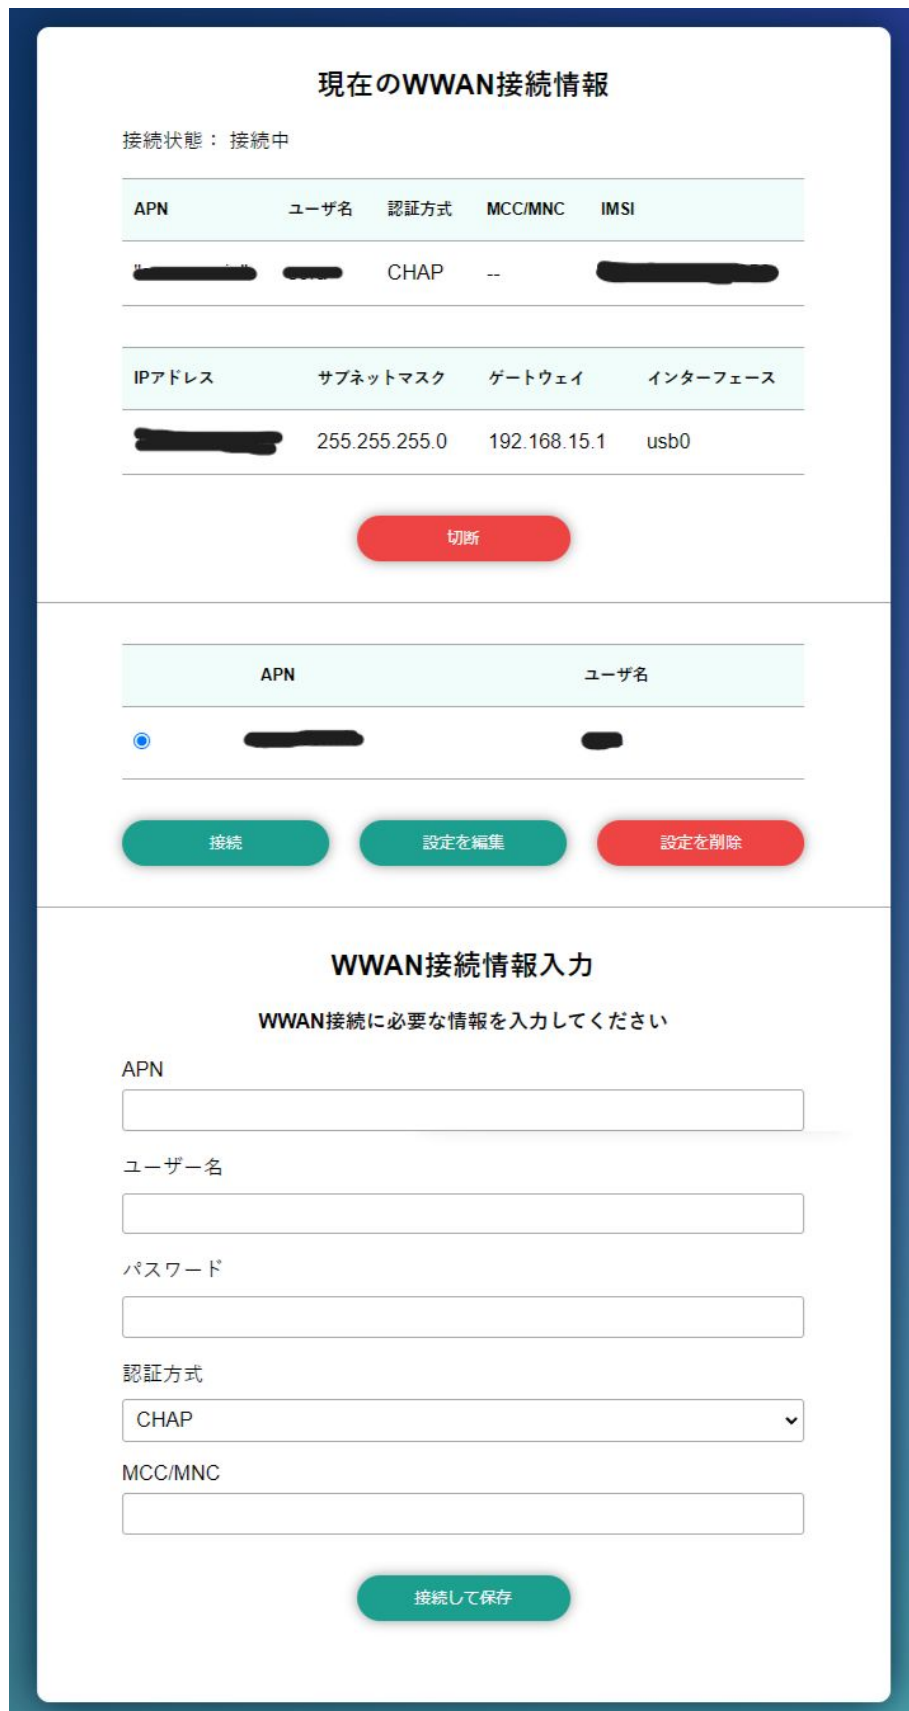 現在のWWAN接続情報
接続状態： 接続中
APN ユーザ名 認証方式 MCC/MNC IMSI
CHAP --
IPアドレス サブネットマスク ゲートウェイ インターフェース
255.255.255.0 192.168.15.1 usb0
切断
APN ユーザ名
接続 設定を編集 設定を削除
WWAN接続情報入力
WWAN接続に必要な情報を入力してください
APN
ユーザー名
パスワード
認証方式
CHAP
MCC/MNC
接続して保存